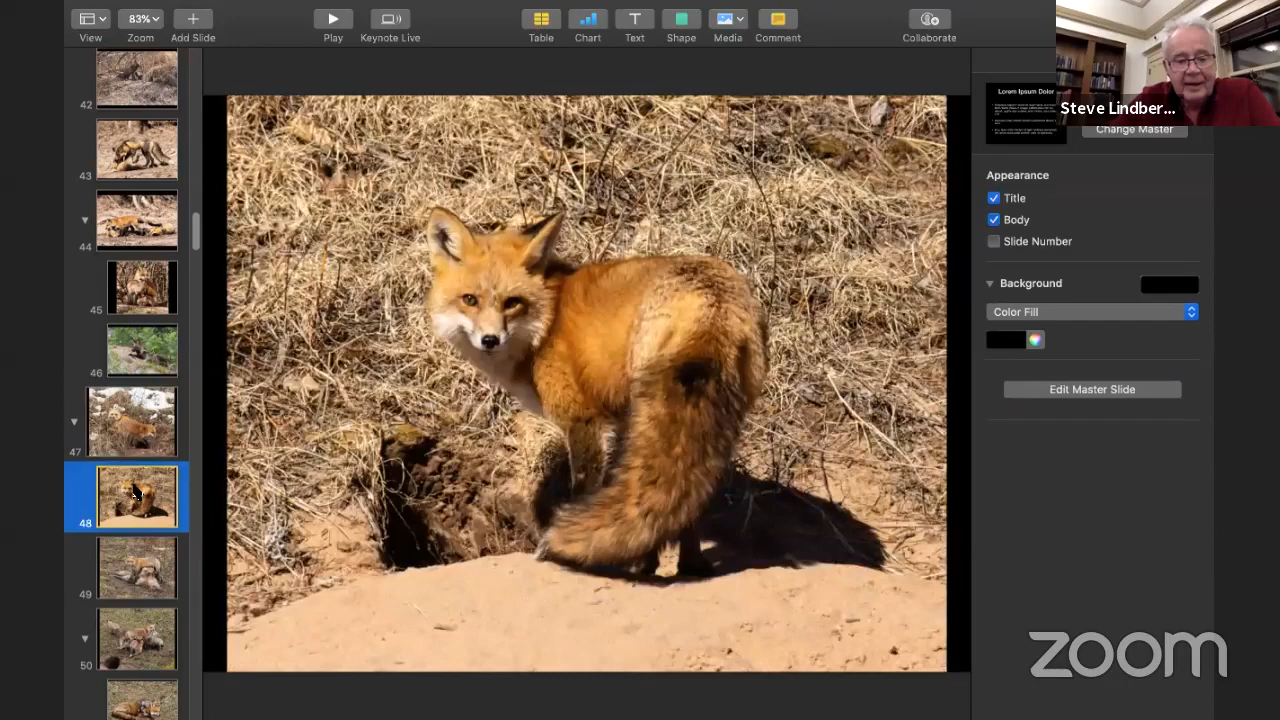 83%
View
Zoom
Add Slide
Play
Keynote Live
Table
Chart
Text
Shape
Media
Comment
Collaborate
Steve Lindber...
Lorem Ipsum Dolor
Change Master
Appearance
Title
Body
Slide Number
Background
Color Fill
Edit Master Slide
42
43
44
45
46
47
48
49
50
zoom